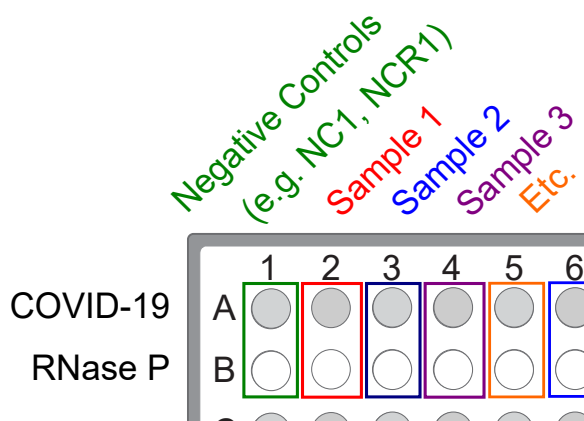 Negative Controls
(e.g. NC1, NCR1)
Sample 1
Sample 2
Sample 3
Etc.
1 2 3 4 5 6
COVID-19 A
RNase P B